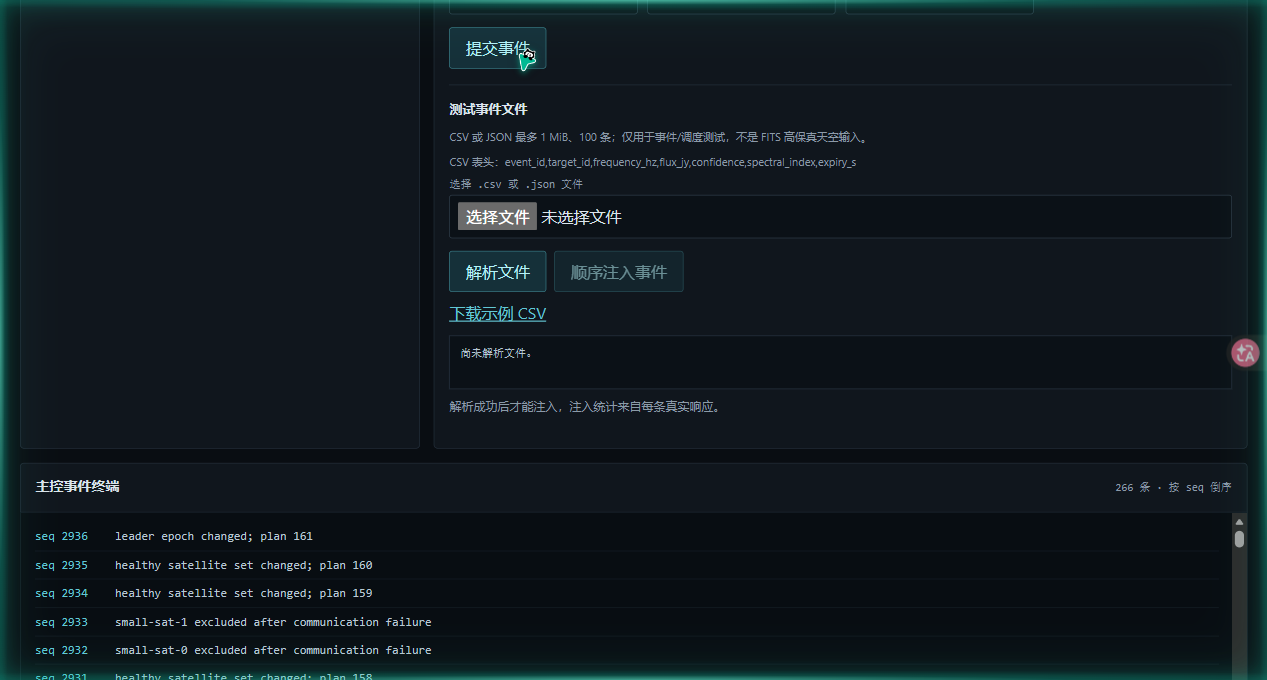 提交事件
测试事件文件
CSV 或 JSON 最多 1 MiB、100 条；仅用于事件/调度测试，不是 FITS 高保真天空输入。
CSV 表头：event_id,target_id,frequency_hz,flux_jy,confidence,spectral_index,expiry_s
选择 .csv 或 .json 文件
选择文件 未选择文件
解析文件 顺序注入事件
下载示例 CSV
尚未解析文件。
解析成功后才能注入，注入统计来自每条真实响应。
主控事件终端 266 条 · 按 seq 倒序
seq 2936 leader epoch changed; plan 161
seq 2935 healthy satellite set changed; plan 160
seq 2934 healthy satellite set changed; plan 159
seq 2933 small-sat-1 excluded after communication failure
seq 2932 small-sat-0 excluded after communication failure
seq 2931 healthy satellite set changed; plan 158